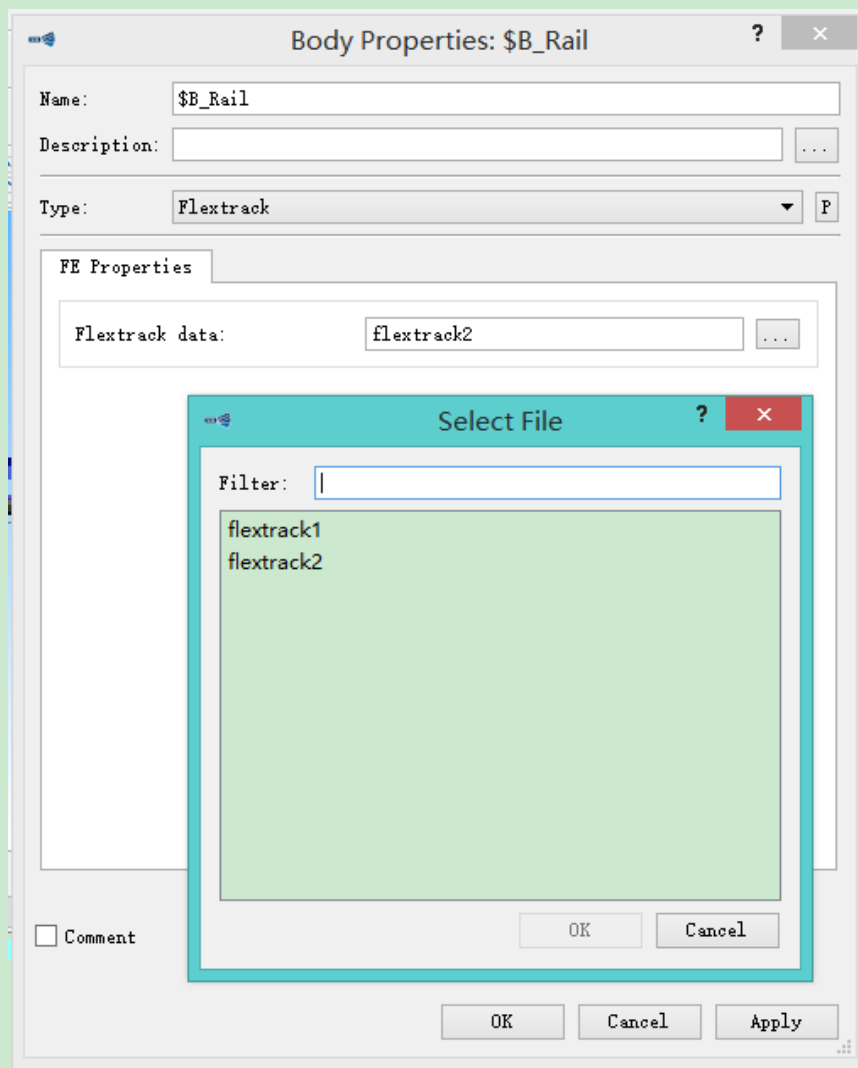 Body Properties: $B_Rail
?
Name: $B_Rail
Description: ...
Type: Flextrack P
FE Properties
Flextrack data: flextrack2 ...
Select File
?
Filter:
flextrack1
flextrack2
OK Cancel
Comment
OK Cancel Apply